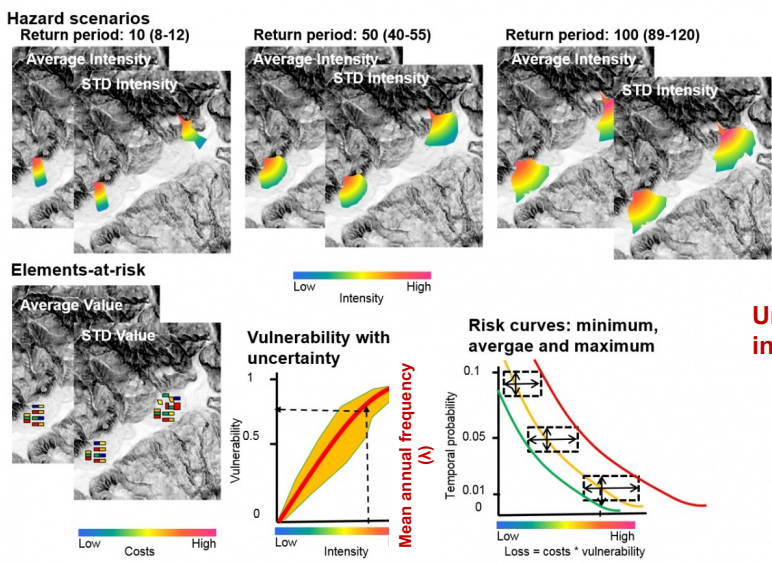 Hazard scenarios
Return period: 10 (8-12)
Average Intensity
STD Intensity
Return period: 50 (40-55)
Average Intensity
STD Intensity
Return period: 100 (89-120)
Average Intensity
STD Intensity
Low
High
Intensity
Elements-at-risk
Average Value
STD Value
Low
High
Costs
Vulnerability with
uncertainty
1
0.5
0
Vulnerability
Low
Intensity
Mean annual frequency
(λ)
Risk curves: minimum,
avergae and maximum
0.1
0.05
0.01
0
Temporal probability
Low
High
Loss = costs * vulnerability
in